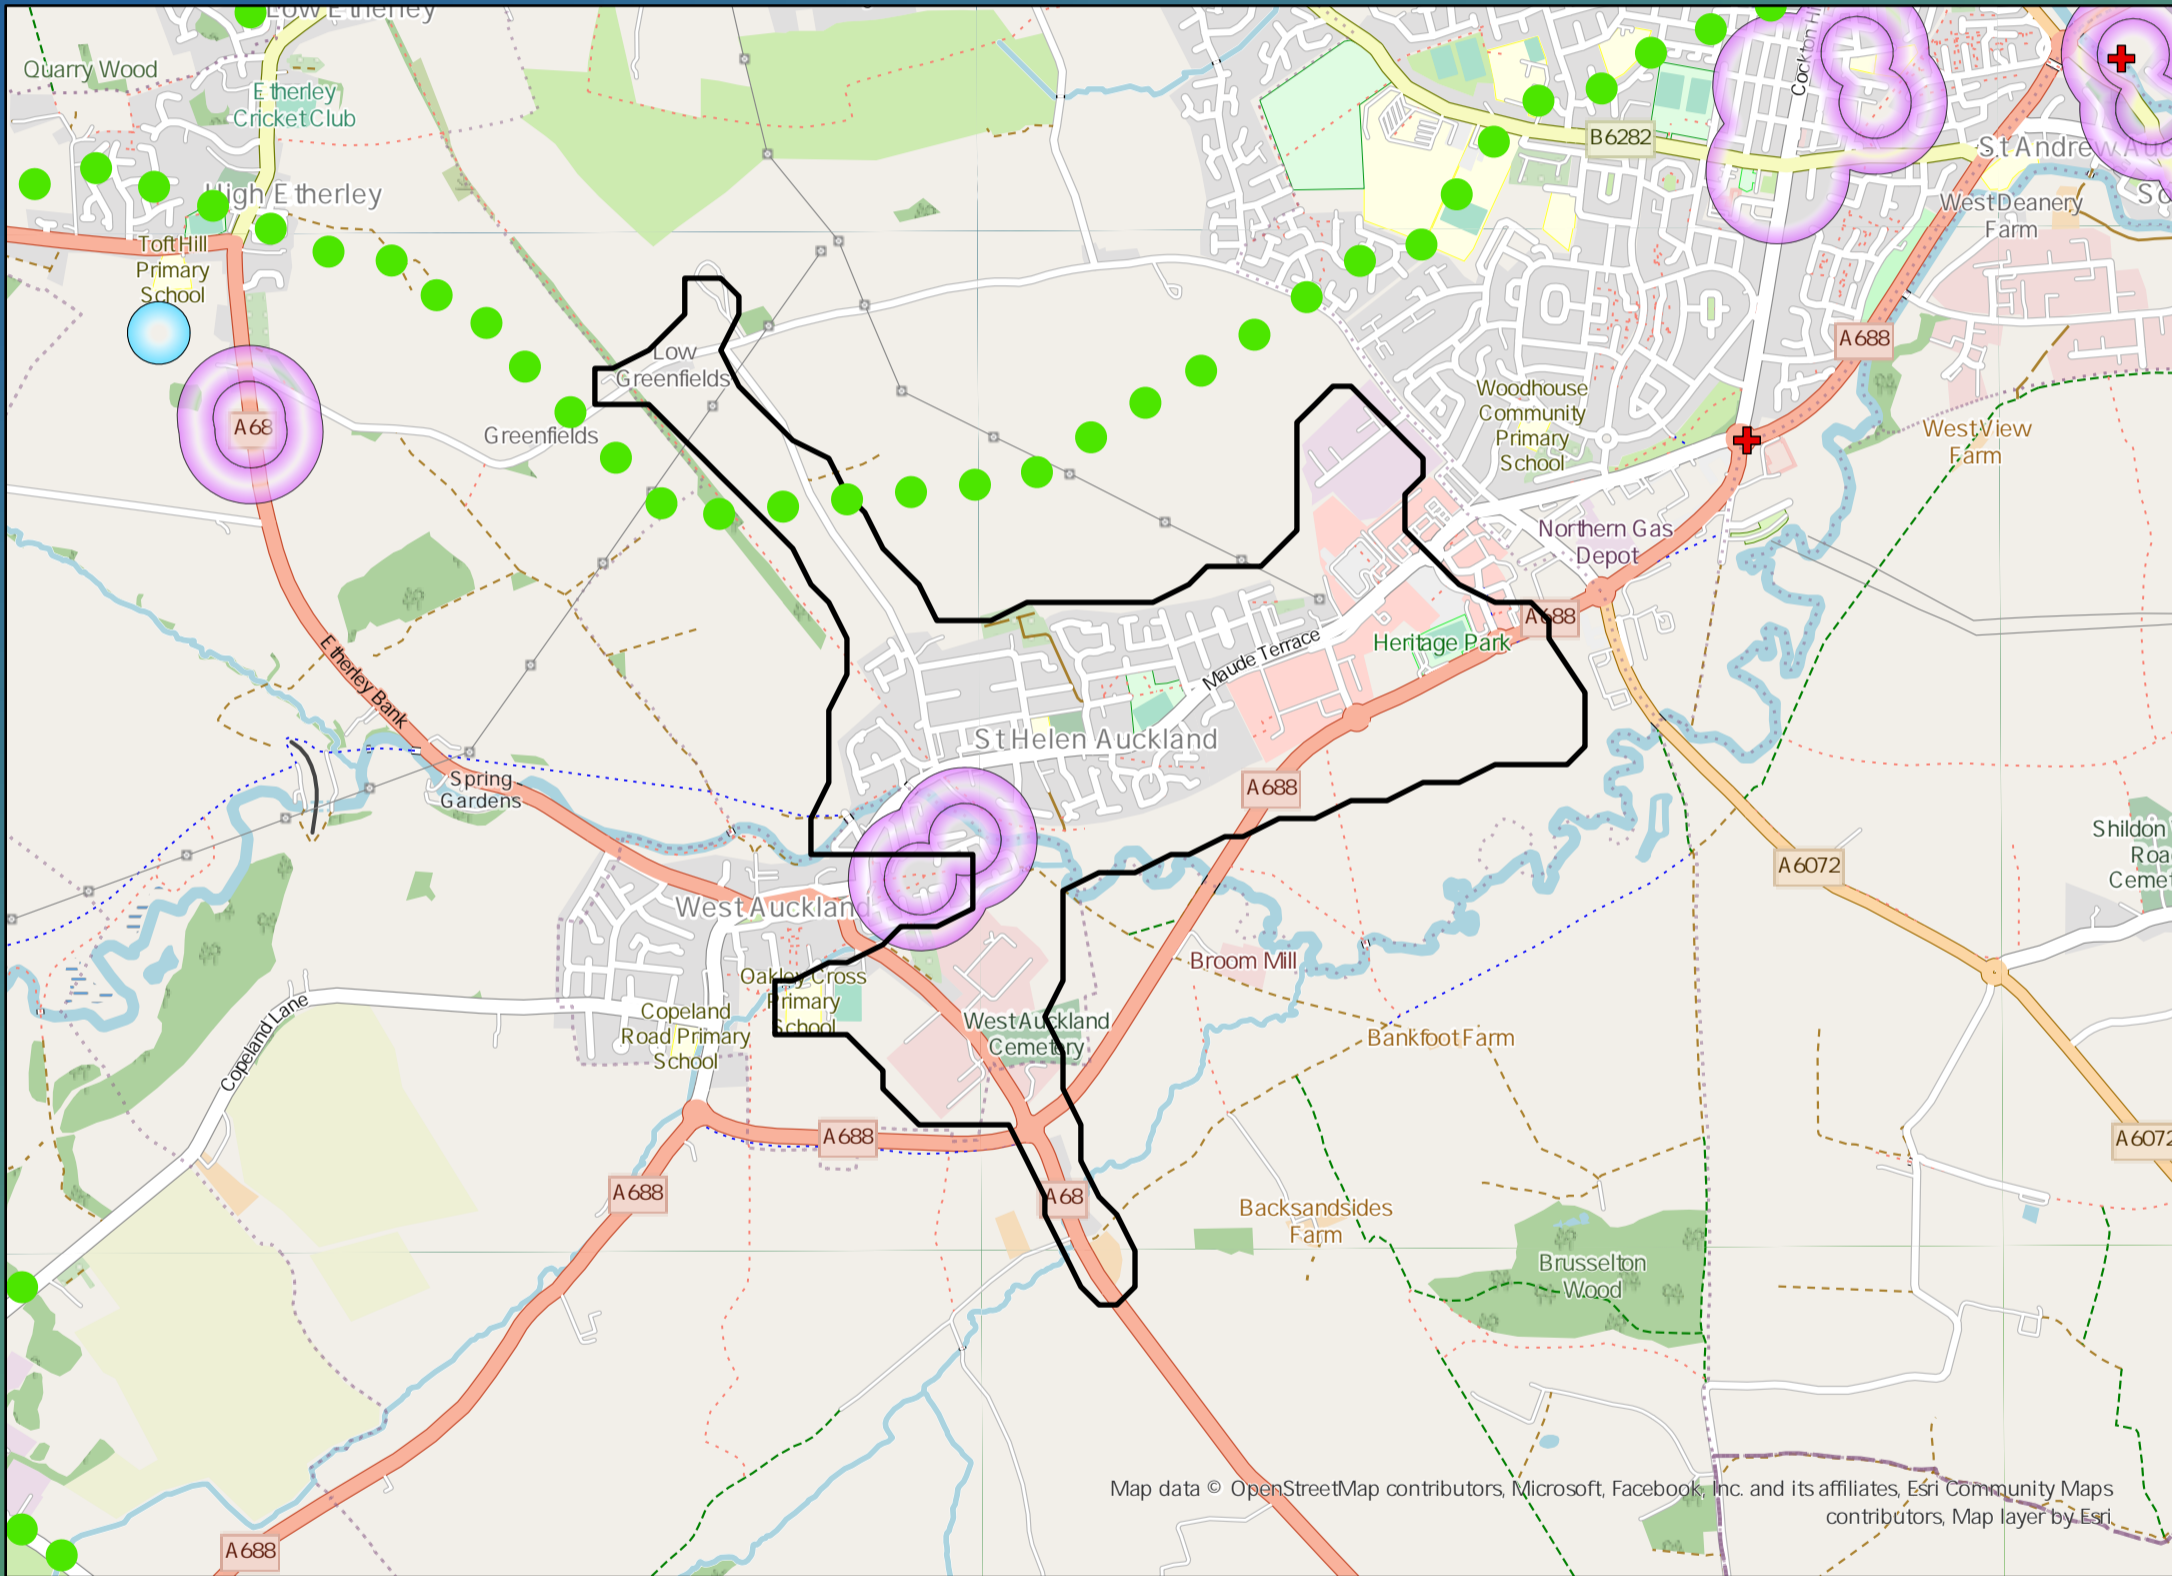 Low Etherley
Quarry Wood
Etherley
Cricket Club
High Etherley
Toft Hill
Primary
School
A68
Low
Greenfields
Greenfields
Etherley Bank
Spring
Gardens
B6282
St Andrew Auc
West Deanery
Farm
A688
Woodhouse
Community
Primary
School
West View
Farm
Northern Gas
Depot
A688
Heritage Park
Maude Terrace
St Helen Auckland
A688
Shildon
Roa
Cemet
A6072
West Auckland
Oakley Cross
Primary
School
Copeland
Road Primary
School
West Auckland
Cemetery
Broom Mill
Bankfoot Farm
Copeland Lane
A688
A688
A68
Backsandsides
Farm
Brusselton
Wood
A6072
A688
Map data © OpenStreetMap contributors, Microsoft, Facebook, Inc. and its affiliates, Esri Community Maps
contributors, Map layer by Esri